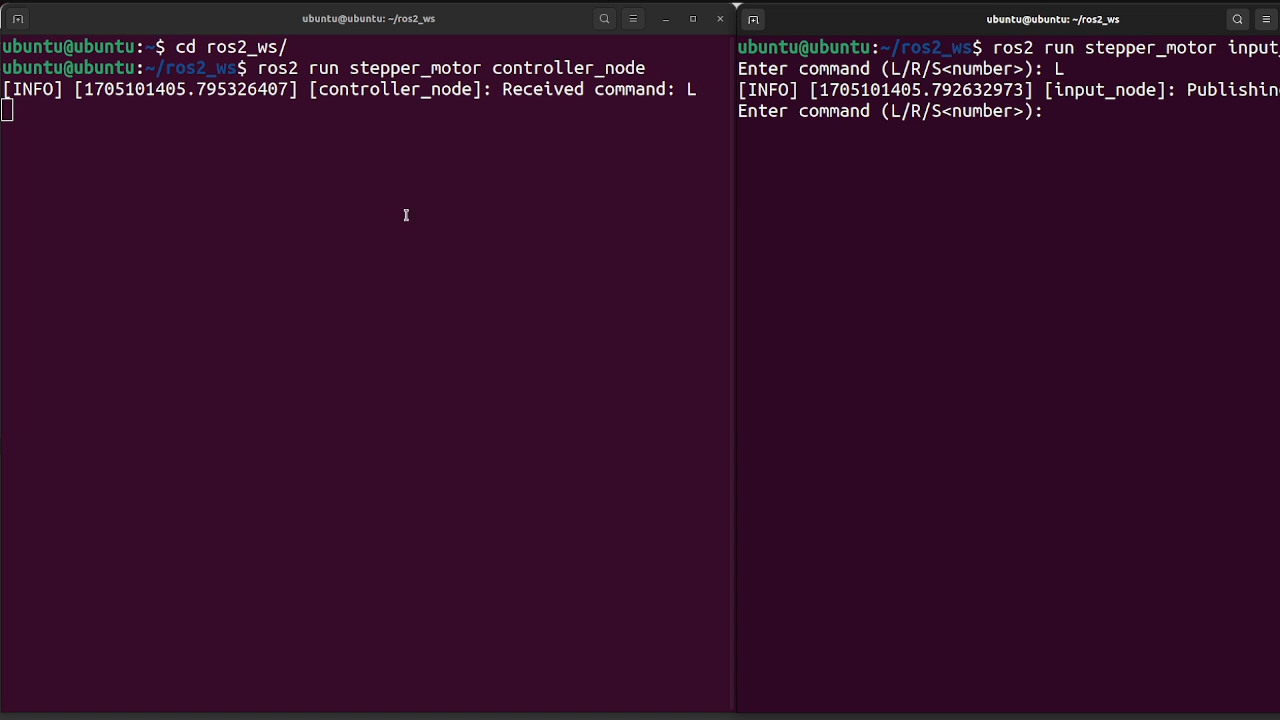 ubuntu@ubuntu: ~/ros2_ws
ubuntu@ubuntu:~$ cd ros2_ws/
ubuntu@ubuntu:~/ros2_ws$ ros2 run stepper_motor controller_node
[INFO] [1705101405.795326407] [controller_node]: Received command: L
ubuntu@ubuntu: ~/ros2_ws
ubuntu@ubuntu:~/ros2_ws$ ros2 run stepper_motor input_
Enter command (L/R/S<number>): L
[INFO] [1705101405.792632973] [input_node]: Publishing
Enter command (L/R/S<number>):